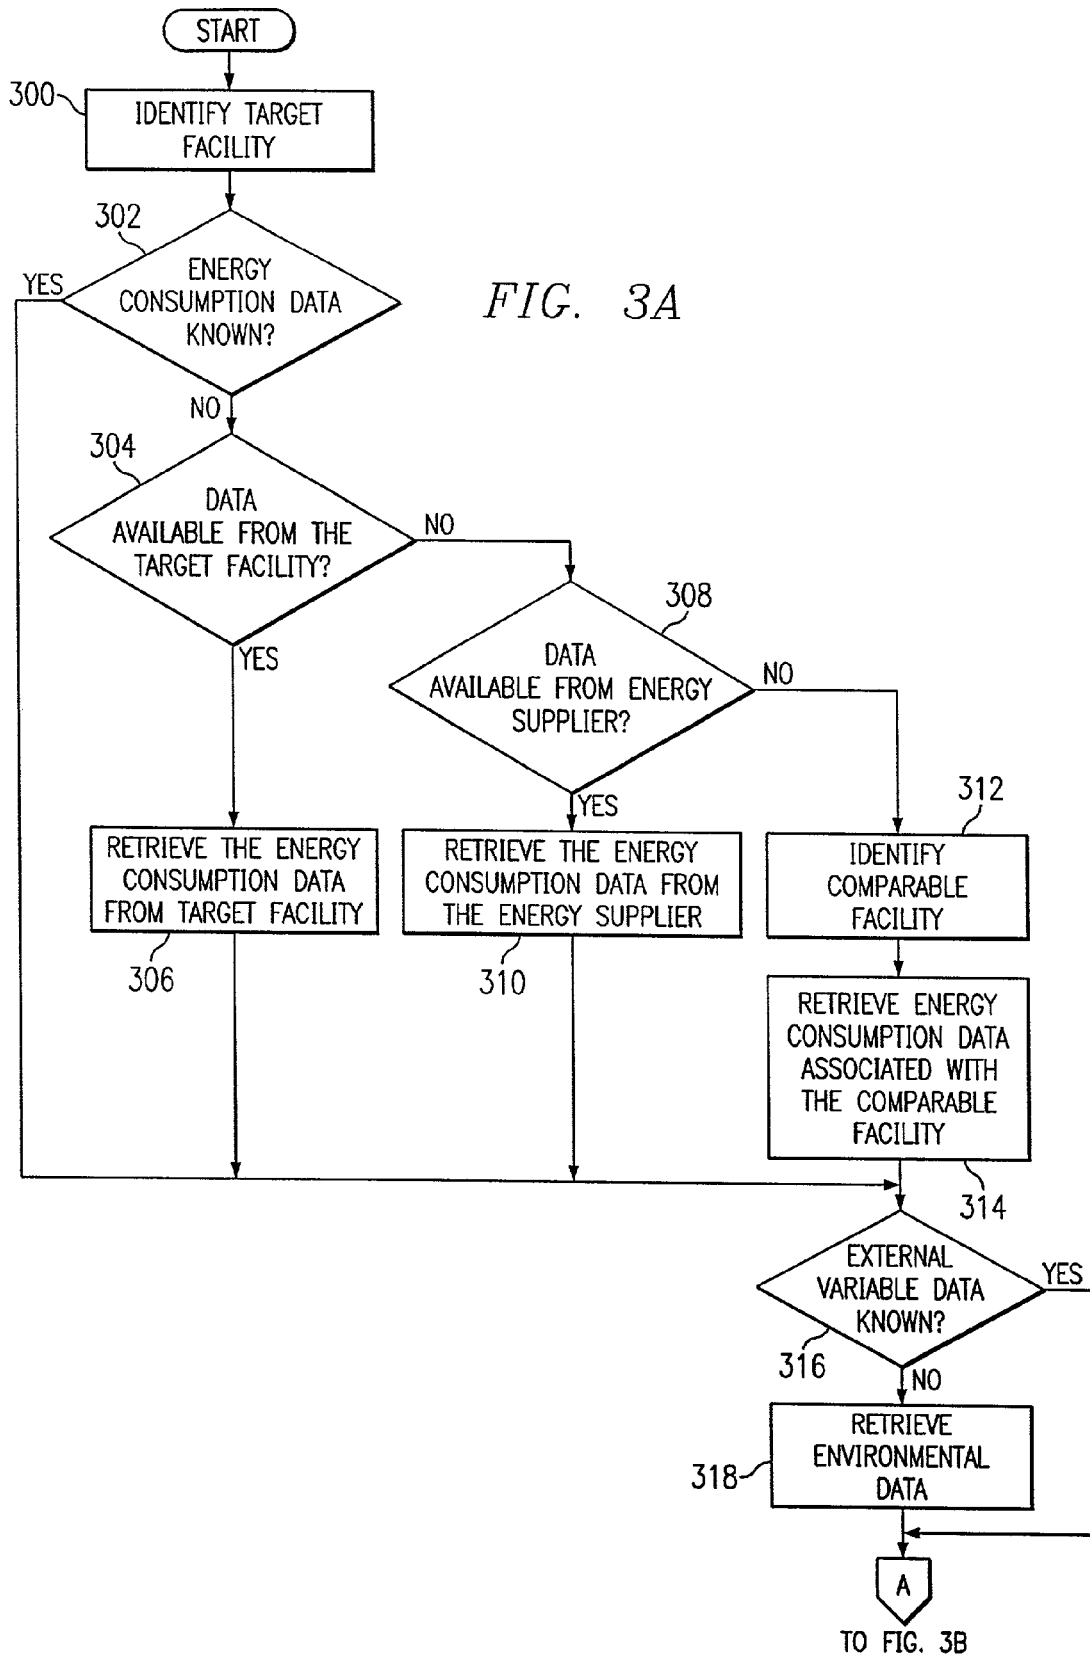 START
300
IDENTIFY TARGET
FACILITY
302
YES
ENERGY
CONSUMPTION DATA
KNOWN?
FIG. 3A
NO
304
DATA
AVAILABLE FROM THE
TARGET FACILITY?
NO
YES
308
DATA
AVAILABLE FROM ENERGY
SUPPLIER?
NO
YES
312
RETRIEVE THE ENERGY
CONSUMPTION DATA
FROM TARGET FACILITY
306
RETRIEVE THE ENERGY
CONSUMPTION DATA FROM
THE ENERGY SUPPLIER
310
IDENTIFY
COMPARABLE
FACILITY
RETRIEVE ENERGY
CONSUMPTION DATA
ASSOCIATED WITH
THE COMPARABLE
FACILITY
314
EXTERNAL
VARIABLE DATA
KNOWN?
YES
316
NO
RETRIEVE
ENVIRONMENTAL
DATA
318
A
TO FIG. 3B